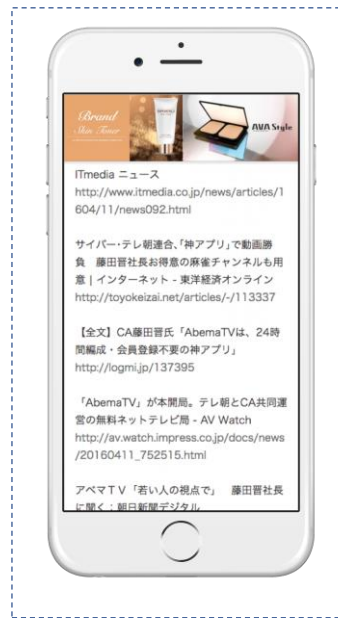 Brand
Skin Toner
AVA Style
ITmedia ニュース
http://www.itmedia.co.jp/news/articles/1
604/11/news092.html
サイバー・テレ朝連合、「神アプリ」で動画勝
負　藤田晋社長お得意の麻雀チャンネルも用
意 | インターネット - 東洋経済オンライン
http://toyokeizai.net/articles/-/113337
【全文】CA藤田晋氏「AbemaTVは、24時
間編成・会員登録不要の神アプリ」
http://logmi.jp/137395
「AbemaTV」が本開局。テレ朝とCA共同運
営の無料ネットテレビ局 - AV Watch
http://av.watch.impress.co.jp/docs/news
/20160411_752515.html
アベマTV「若い人の視点で」　藤田晋社長
に聞く：朝日新聞デジタル